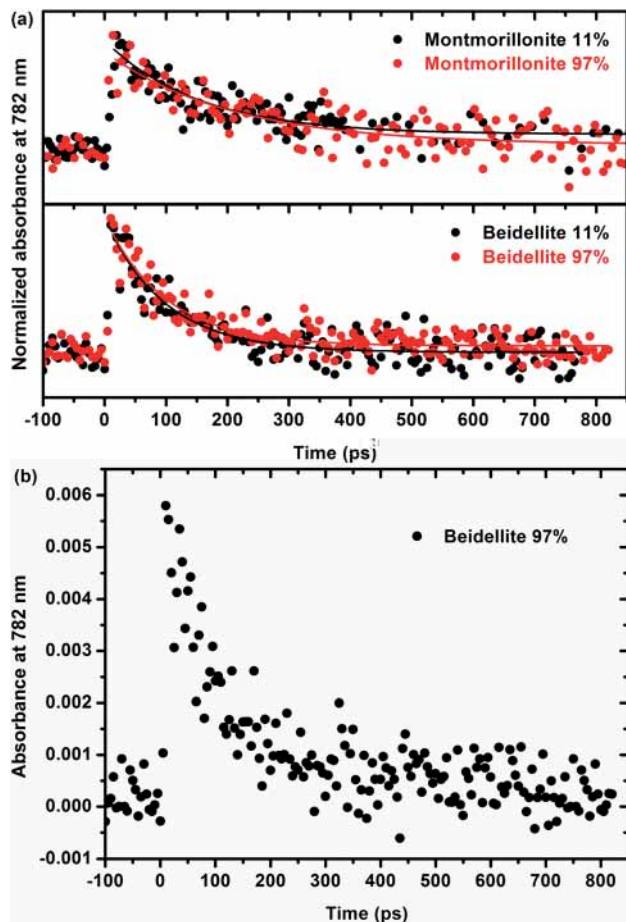 (a)
Montmorillonite 11%
Montmorillonite 97%
Beidellite 11%
Beidellite 97%
Normalized absorbance at 782 nm
-100 0 100 200 300 400 500 600 700 800
Time (ps)
(b)
0.006
0.005
0.004
0.003
0.002
0.001
0.000
-0.001
Beidellite 97%
Absorbance at 782 nm
-100 0 100 200 300 400 500 600 700 800
Time (ps)